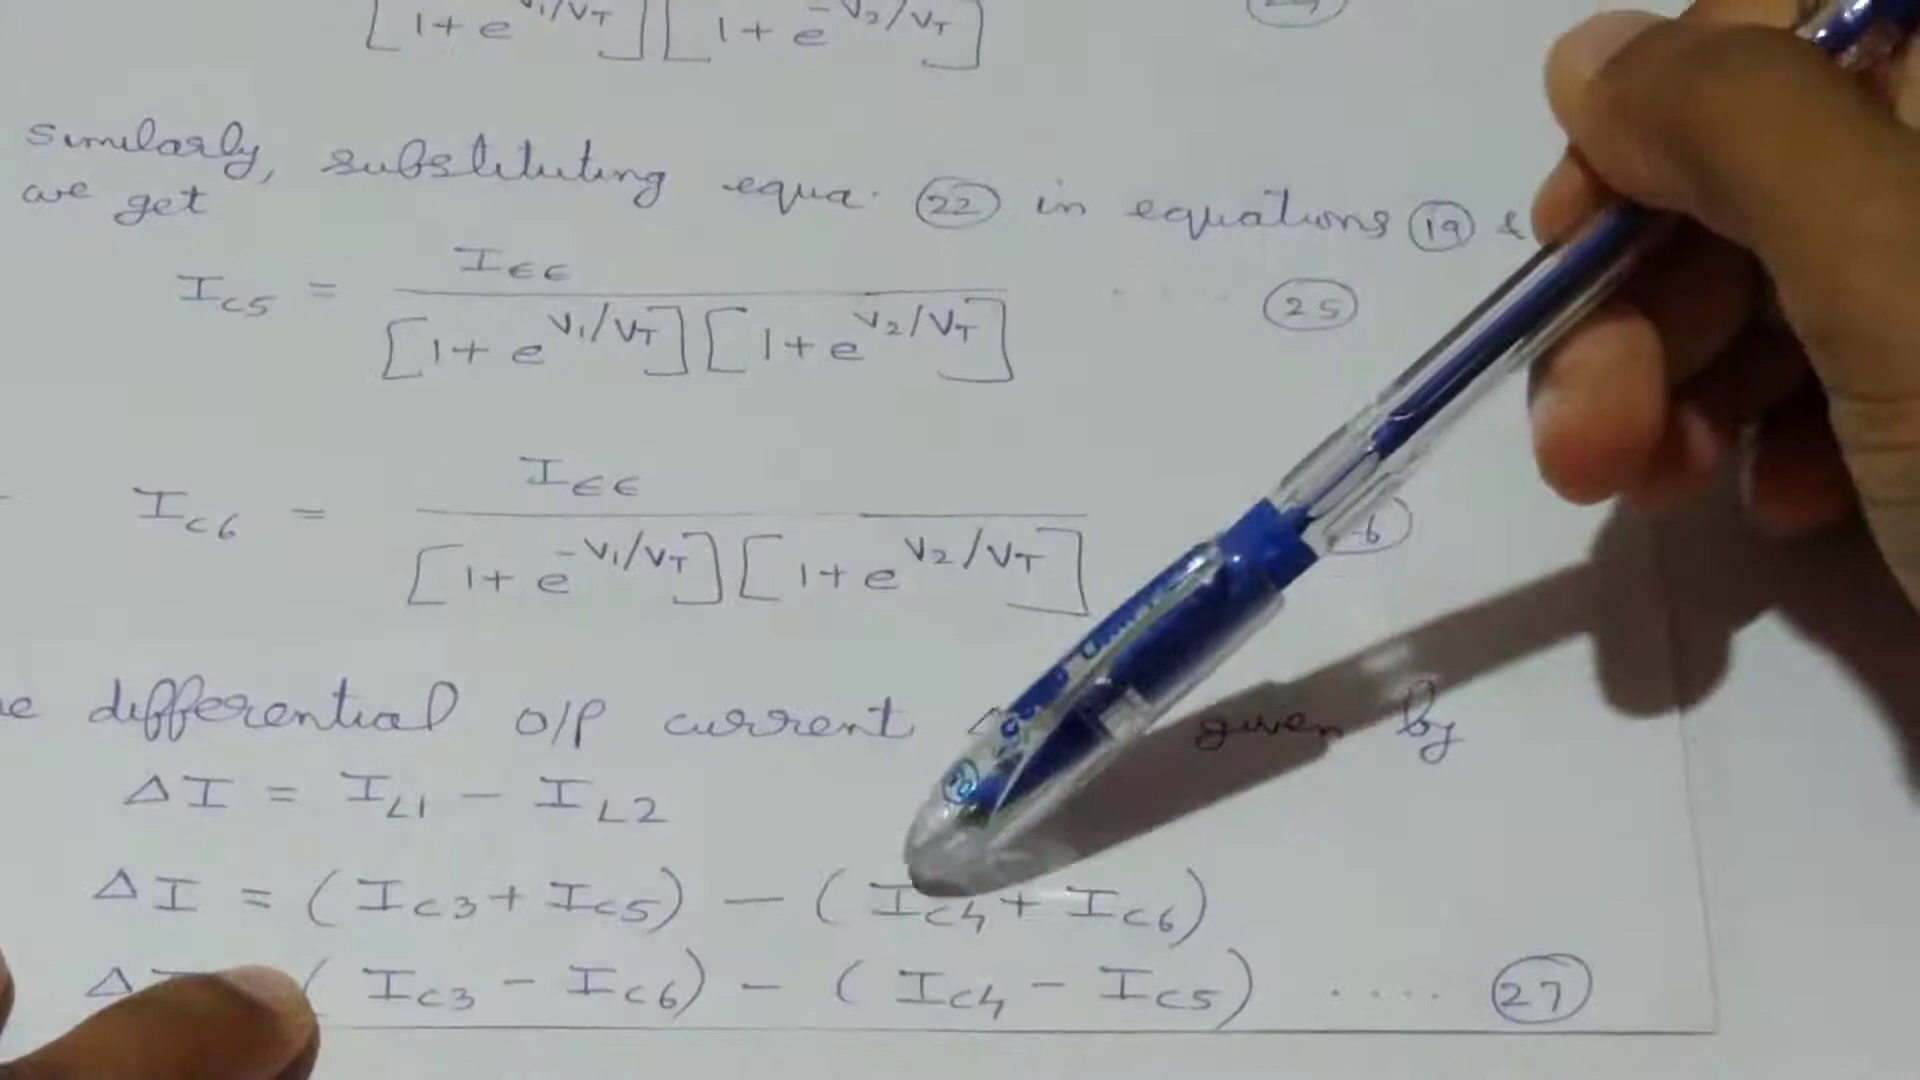 [1+ e^V1/VT] [1+ e^-V2/VT]
similarly, substituting equa. (22) in equations (19) &
we get
IC5 = IEE / [1+ e^V1/VT] [1+ e^V2/VT] ..... (25)
IC6 = IEE / [1+ e^-V1/VT] [1+ e^V2/VT]
differential o/p current given by
ΔI = IL1 - IL2
ΔI = (IC3 + IC5) - (IC4 + IC6)
(IC3 - IC6) - (IC4 - IC5) .... (27)